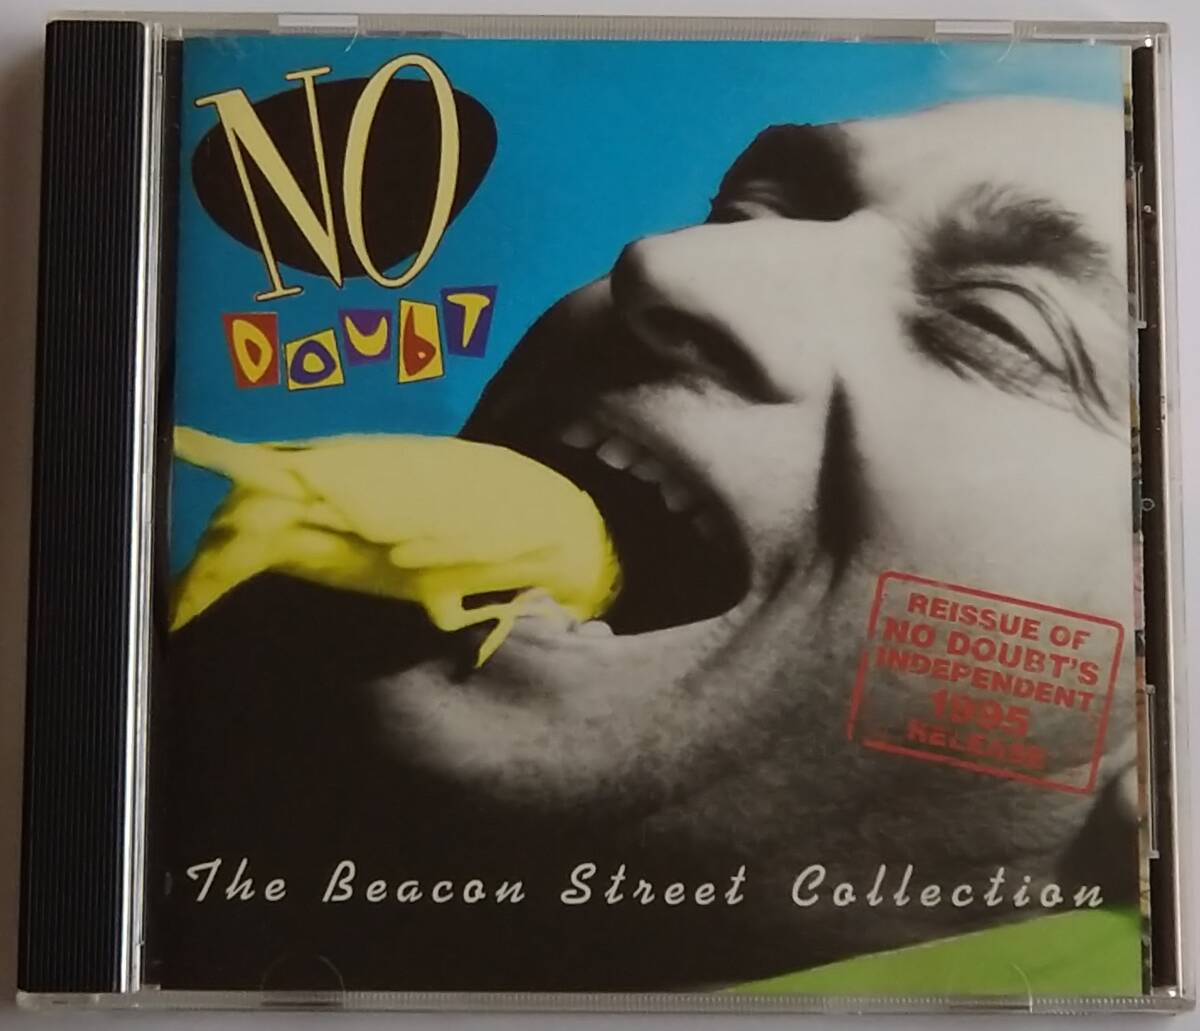 NO
DOUBT
REISSUE OF
NO DOUBT'S
INDEPENDENT
1995
RELEASE
The Beacon Street Collection